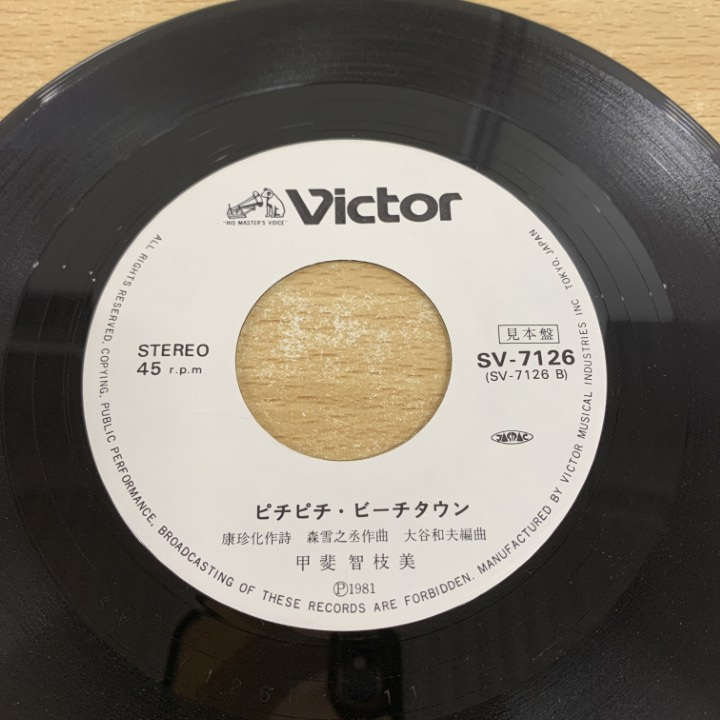 Victor
"HIS MASTER'S VOICE"
STEREO
45 r.p.m
見本盤
SV-7126
(SV-7126 B)
JASRAC
ピチピチ・ビーチタウン
康珍化作詩 森雪之丞作曲 大谷和夫編曲
甲斐智枝美
Ⓟ1981
ALL RIGHTS RESERVED. COPYING, PUBLIC PERFORMANCE, BROADCASTING OF THESE RECORDS ARE FORBIDDEN. MANUFACTURED BY VICTOR MUSICAL INDUSTRIES INC. TOKYO, JAPAN